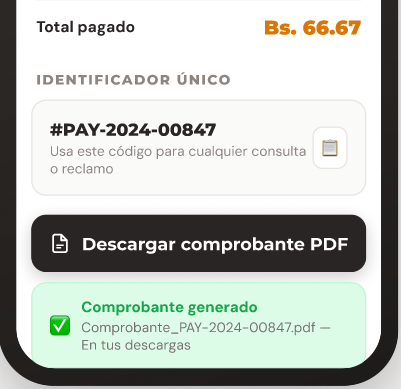 Total pagado
Bs. 66.67
IDENTIFICADOR ÚNICO
#PAY-2024-00847
Usa este código para cualquier consulta
o reclamo
Descargar comprobante PDF
Comprobante generado
Comprobante_PAY-2024-00847.pdf —
En tus descargas